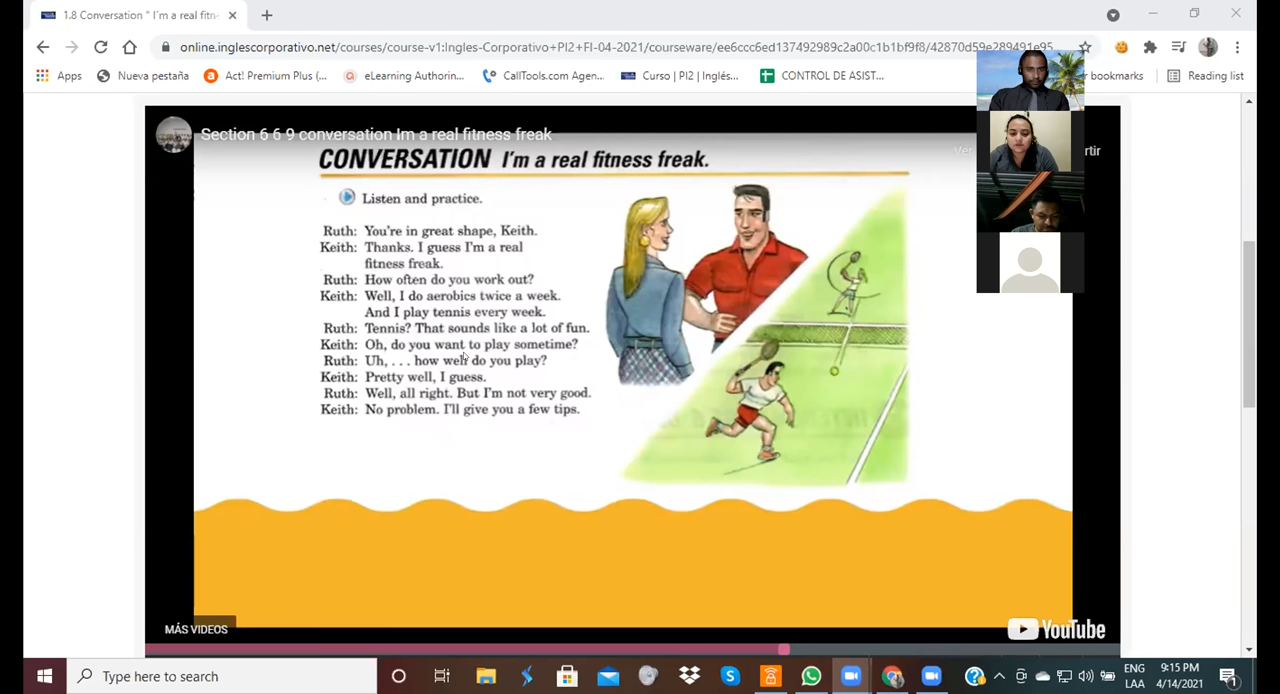 1.8 Conversation " I´m a real fitn
online.inglescorporativo.net/courses/course-v1:Ingles-Corporativo+PI2+FI-04-2021/courseware/ee6ccc6ed137492989c2a00c1b1bf9f8/42870d59e289491e95...
Apps Nueva pestaña Act! Premium Plus (... eLearning Authorin... CallTools.com Agen... Curso | PI2 | Inglés... CONTROL DE ASIST... bookmarks Reading list
Section 6 6 9 conversation Im a real fitness freak
CONVERSATION I'm a real fitness freak.
Listen and practice.
Ruth: You're in great shape, Keith.
Keith: Thanks. I guess I'm a real
fitness freak.
Ruth: How often do you work out?
Keith: Well, I do aerobics twice a week.
And I play tennis every week.
Ruth: Tennis? That sounds like a lot of fun.
Keith: Oh, do you want to play sometime?
Ruth: Uh, . . . how well do you play?
Keith: Pretty well, I guess.
Ruth: Well, all right. But I'm not very good.
Keith: No problem. I'll give you a few tips.
MÁS VIDEOS
YouTube
Type here to search
ENG 9:15 PM
LAA 4/14/2021